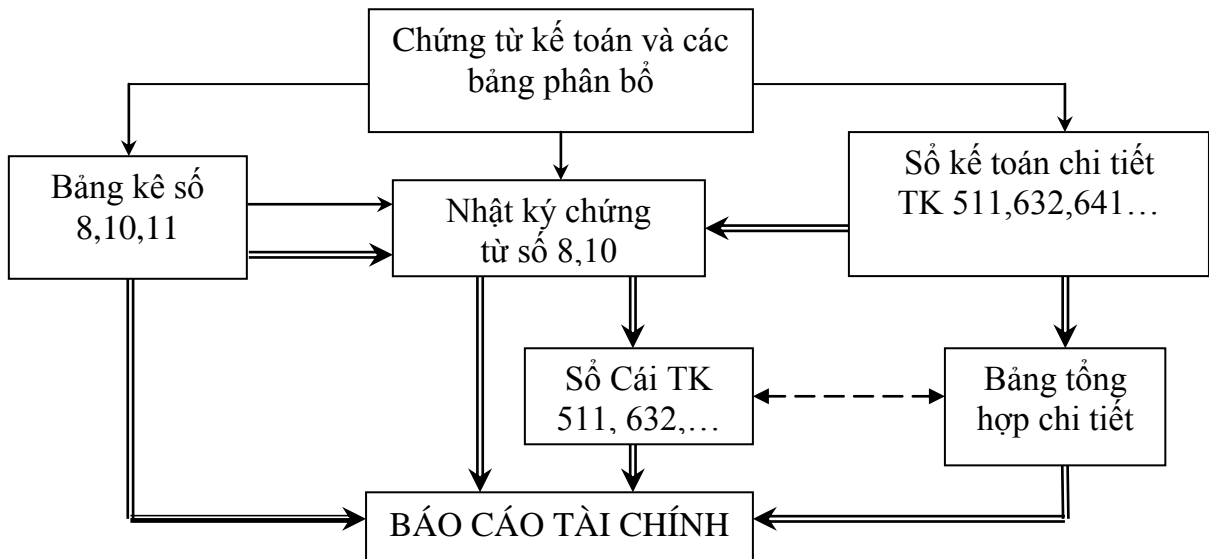 Chứng từ kế toán và các
bảng phân bổ
Bảng kê số
8,10,11
Nhật ký chứng
từ số 8,10
Sổ kế toán chi tiết
TK 511,632,641…
Sổ Cái TK
511, 632,…
Bảng tổng
hợp chi tiết
BÁO CÁO TÀI CHÍNH